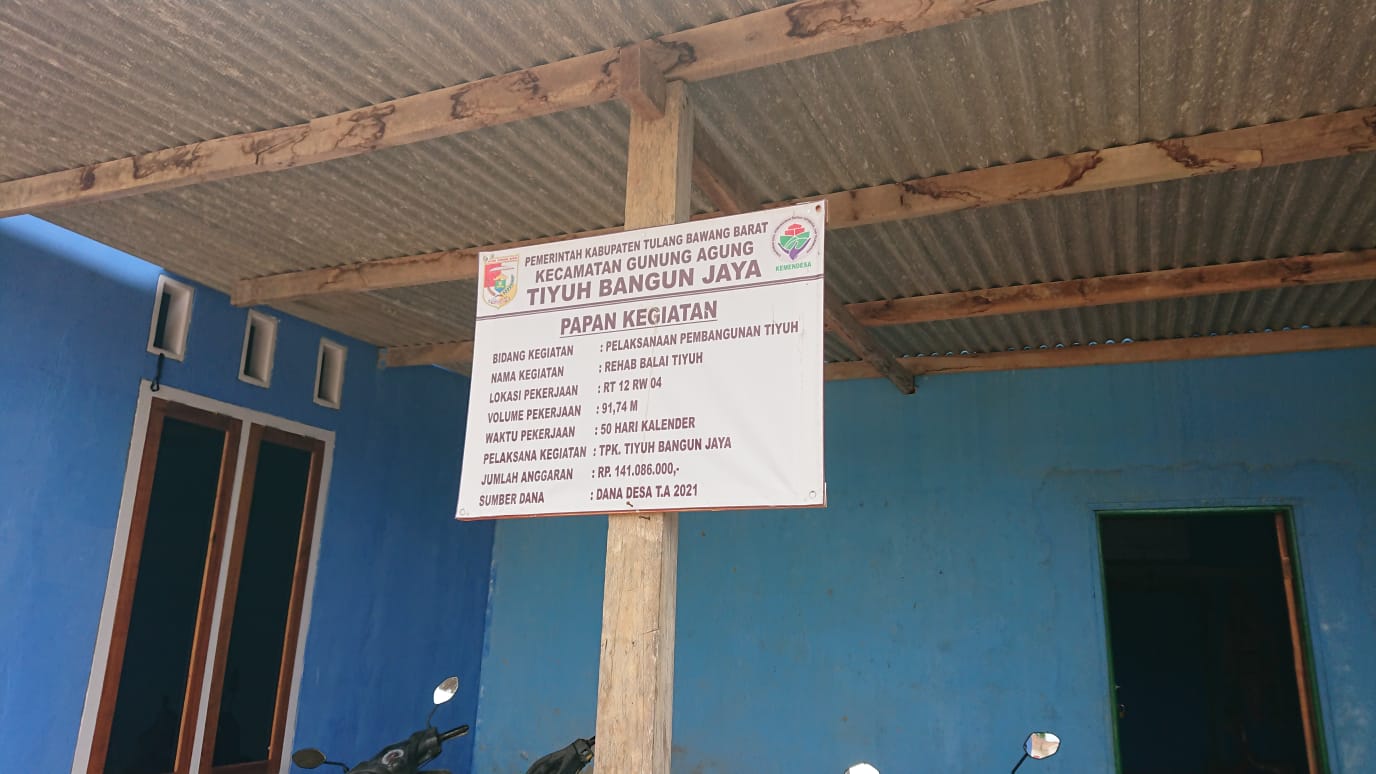 PEMERINTAH KABUPATEN TULANG BAWANG BARAT
KECAMATAN GUNUNG AGUNG
TIYUH BANGUN JAYA
KEMENDESA
PAPAN KEGIATAN
BIDANG KEGIATAN : PELAKSANAAN PEMBANGUNAN TIYUH
NAMA KEGIATAN : REHAB BALAI TIYUH
LOKASI PEKERJAAN : RT 12 RW 04
VOLUME PEKERJAAN : 91,74 M
WAKTU PEKERJAAN : 50 HARI KALENDER
PELAKSANA KEGIATAN : TPK. TIYUH BANGUN JAYA
JUMLAH ANGGARAN : RP. 141.086.000,-
SUMBER DANA : DANA DESA T.A 2021